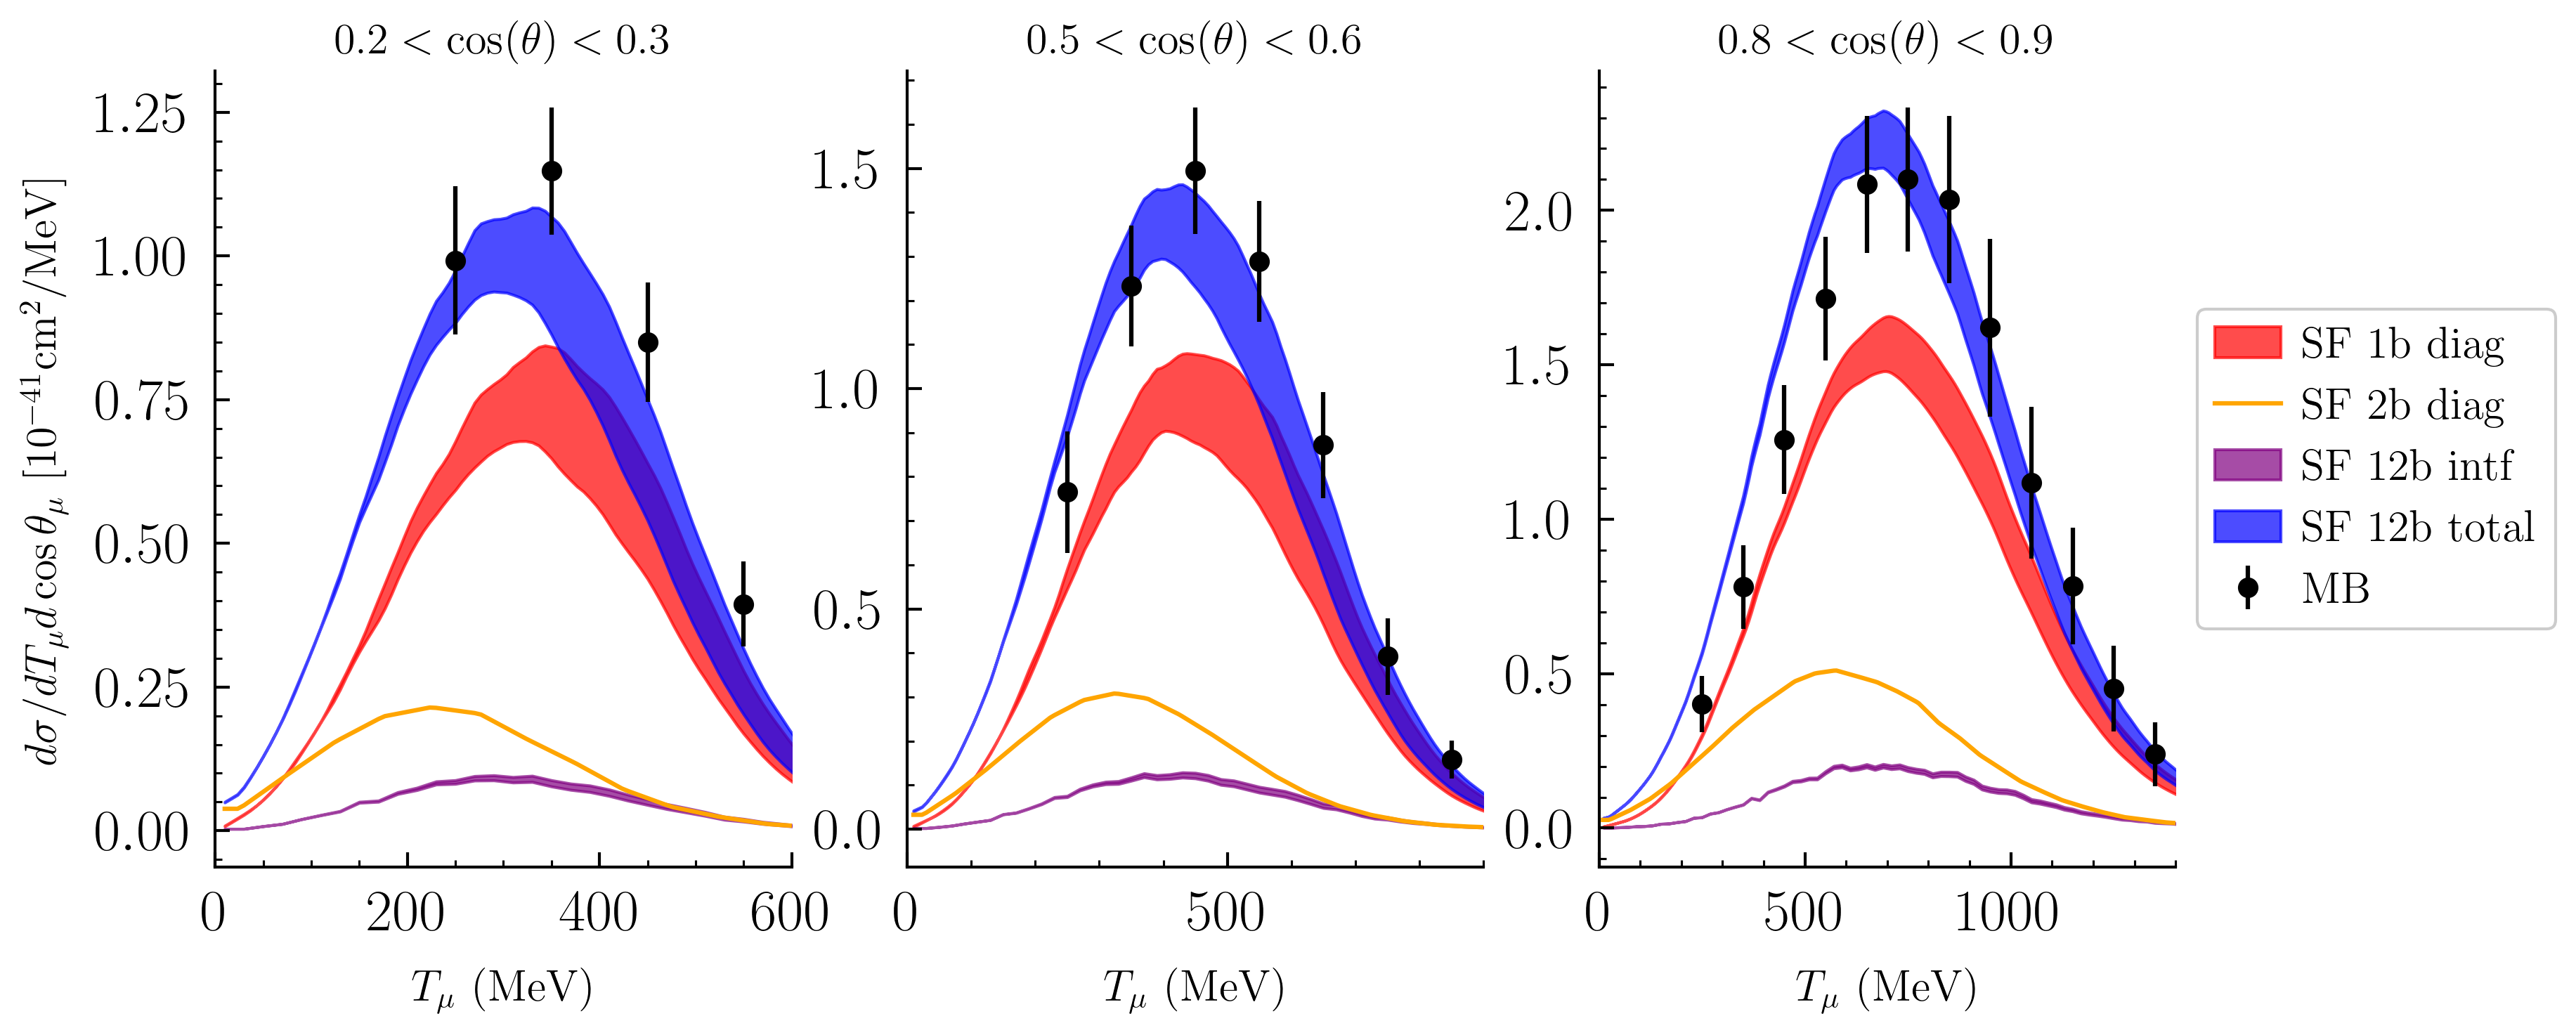 0.2 < cos(θ) < 0.3
0.5 < cos(θ) < 0.6
0.8 < cos(θ) < 0.9
dσ/dT_μ d cos θ_μ [10^{-41} cm^2/MeV]
1.25
1.00
0.75
0.50
0.25
0.00
0
200
400
600
T_μ (MeV)
1.5
1.0
0.5
0.0
0
500
T_μ (MeV)
2.0
1.5
1.0
0.5
0.0
0
500
1000
T_μ (MeV)
SF 1b diag
SF 2b diag
SF 12b intf
SF 12b total
MB